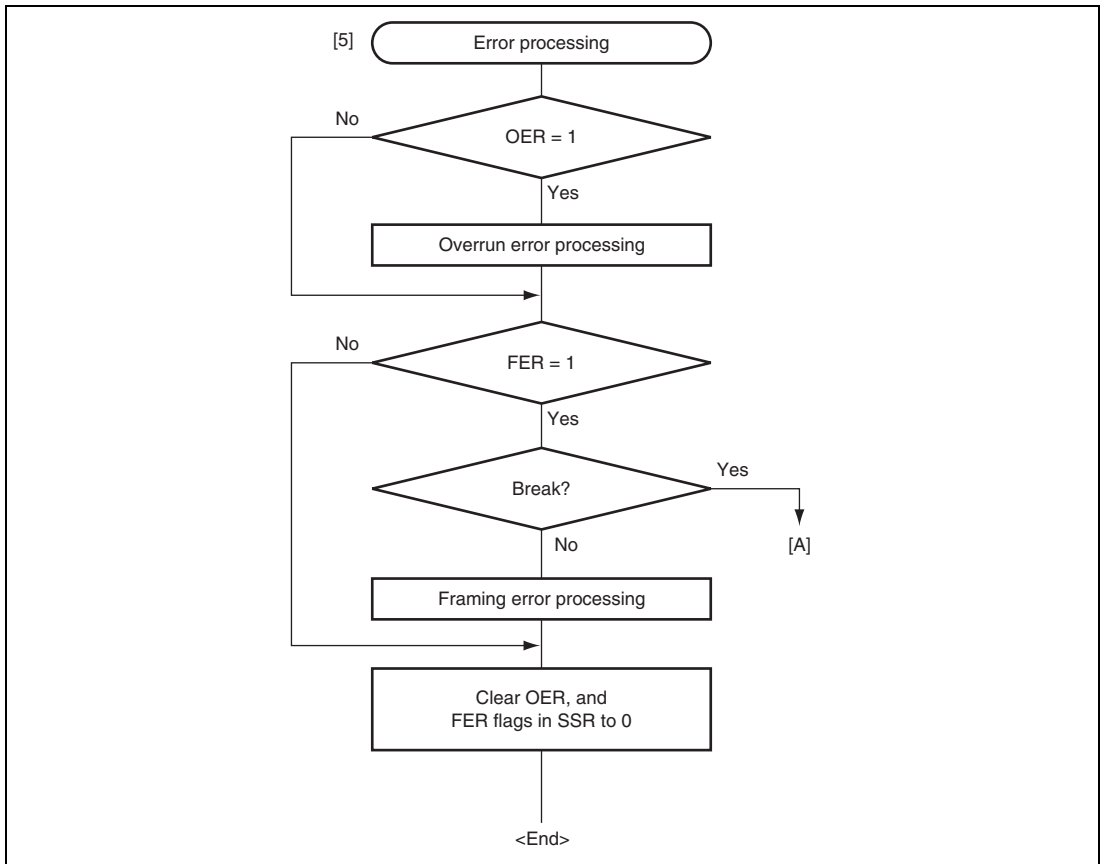 [5] Error processing
No
OER = 1
Yes
Overrun error processing
No
FER = 1
Yes
Break?
Yes
No
[A]
Framing error processing
Clear OER, and
FER flags in SSR to 0
<End>